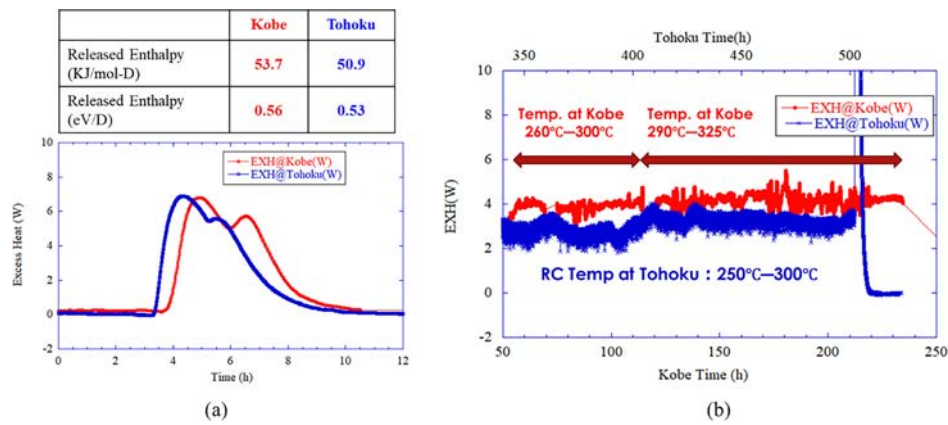 Kobe Tohoku
Released Enthalpy (KJ/mol-D) 53.7 50.9
Released Enthalpy (eV/D) 0.56 0.53
10
8
6
4
2
0
-2
Excess Heat (W)
EXH@Kobe(W)
EXH@Tohoku(W)
0 2 4 6 8 10 12
Time (h)
(a)
Tohoku Time(h)
350 400 450 500
10
8
6
4
2
0
-2
EXH(W)
EXH@Kobe(W)
EXH@Tohoku(W)
Temp. at Kobe
260℃—300℃
Temp. at Kobe
290℃—325℃
RC Temp at Tohoku : 250℃—300℃
50 100 150 200 250
Kobe Time (h)
(b)